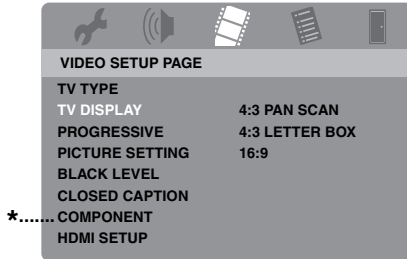 VIDEO SETUP PAGE
TV TYPE
TV DISPLAY 4:3 PAN SCAN
PROGRESSIVE 4:3 LETTER BOX
PICTURE SETTING 16:9
BLACK LEVEL
CLOSED CAPTION
*....... COMPONENT
HDMI SETUP